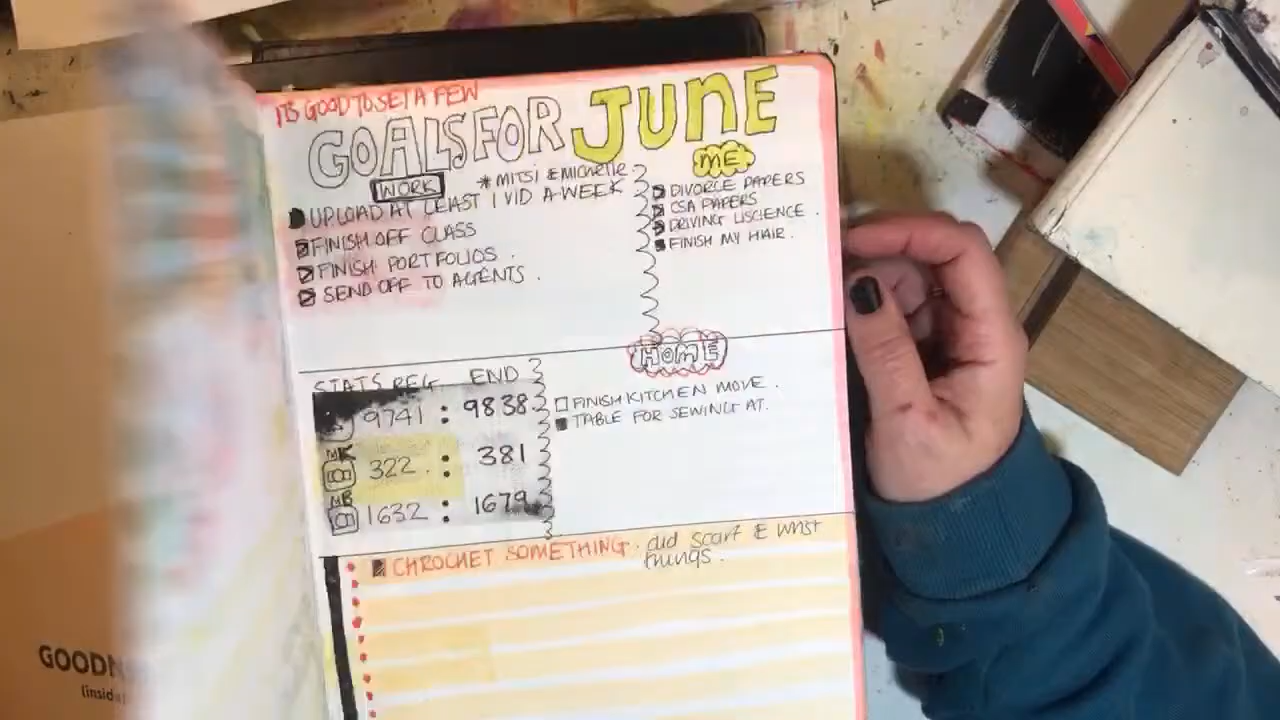 IT'S GOOD TO SET A FEW
GOALS FOR JUNE
WORK
* MITSI & MICHELLE
UPLOAD AT LEAST 1 VID A WEEK
FINISH OFF CLASS
FINISH PORTFOLIOS.
SEND OFF TO AGENTS.
ME
DIVORCE PAPERS
CSA PAPERS
DRIVING LISCIENCE.
FINISH MY HAIR.
STATS BEG END
9741 : 9838
MK
322. : 381
MB
1632 : 1679
HOME
FINISH KITCHEN MOVE.
TABLE FOR SEWING AT.
CHROCHET SOMETHING. did scarf & wrist
things.
GOODN
(insid